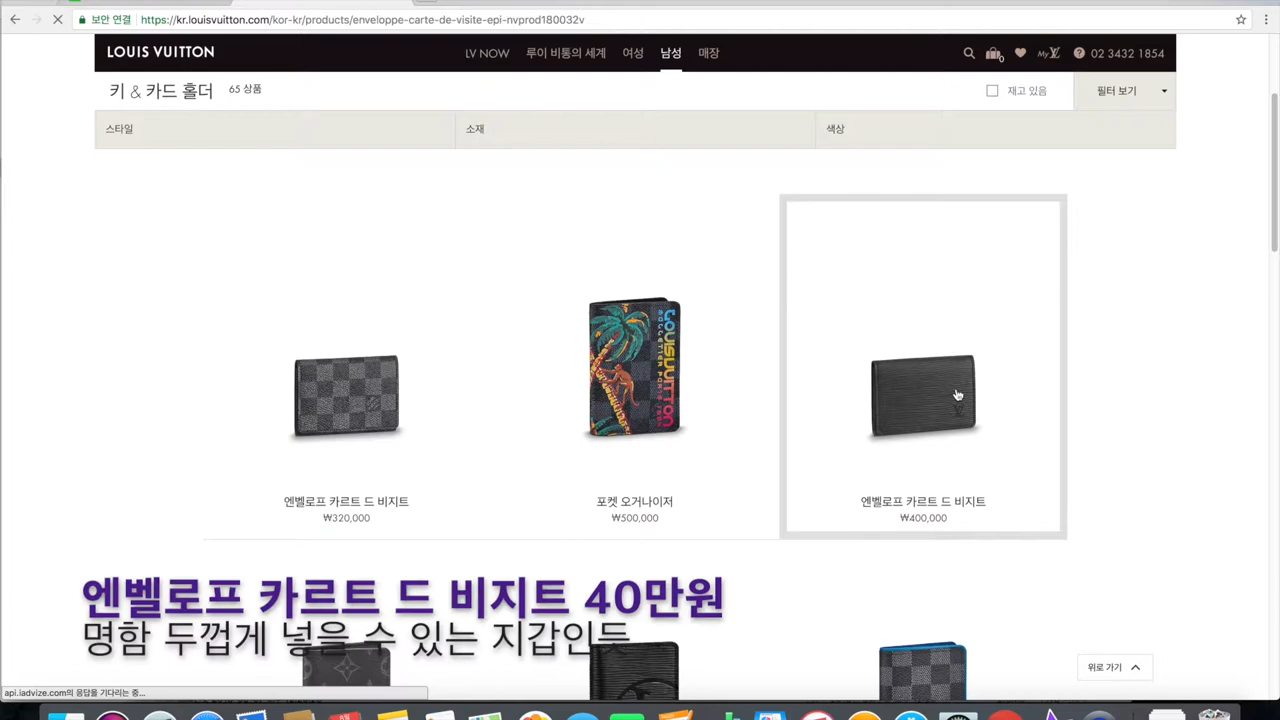 보안 연결 https://kr.louisvuitton.com/kor-kr/products/enveloppe-carte-de-visite-epi-nvprod180032v
LOUIS VUITTON LV NOW 루이 비통의 세계 여성 남성 매장 0 My LV ? 02 3432 1854
키 & 카드 홀더 65 상품 재고 있음 필터 보기
스타일 소재 색상
엔벨로프 카르트 드 비지트 포켓 오거나이저 엔벨로프 카르트 드 비지트
₩320,000 ₩500,000 ₩400,000
엔벨로프 카르트 드 비지트 40만원
명함 두껍게 넣을 수 있는 지갑인듯
위로 가기
api.iadvize.com의 응답을 기다리는 중...